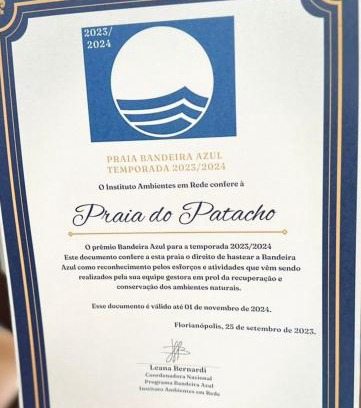 2023/
2024
PRAIA BANDEIRA AZUL
TEMPORADA 2023/2024
O Instituto Ambientes em Rede confere à
Praia do Patacho
O prêmio Bandeira Azul para a temporada 2023/2024
Este documento confere a esta praia o direito de hastear a Bandeira
Azul como reconhecimento pelos esforços e atividades que vêm sendo
realizados pela sua equipe gestora em prol da recuperação e
conservação dos ambientes naturais.
Esse documento é válido até 01 de novembro de 2024.
Florianópolis, 25 de setembro de 2023.
Leana Bernardi
Coordenadora Nacional
Programa Bandeira Azul
Instituto Ambientes em Rede